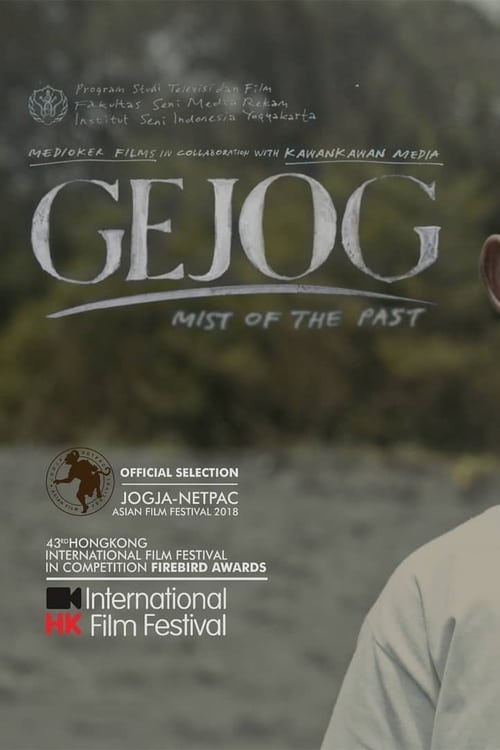 Program Studi Televisi dan Film
Fakultas Seni Media Rekam
Institut Seni Indonesia Yogyakarta
MEDIOKER FILMS IN COLLABORATION WITH KAWANKAWAN MEDIA
GEJOG
MIST OF THE PAST
OFFICIAL SELECTION
JOGJA-NETPAC
ASIAN FILM FESTIVAL 2018
43RD HONGKONG
INTERNATIONAL FILM FESTIVAL
IN COMPETITION FIREBIRD AWARDS
International
HK Film Festival